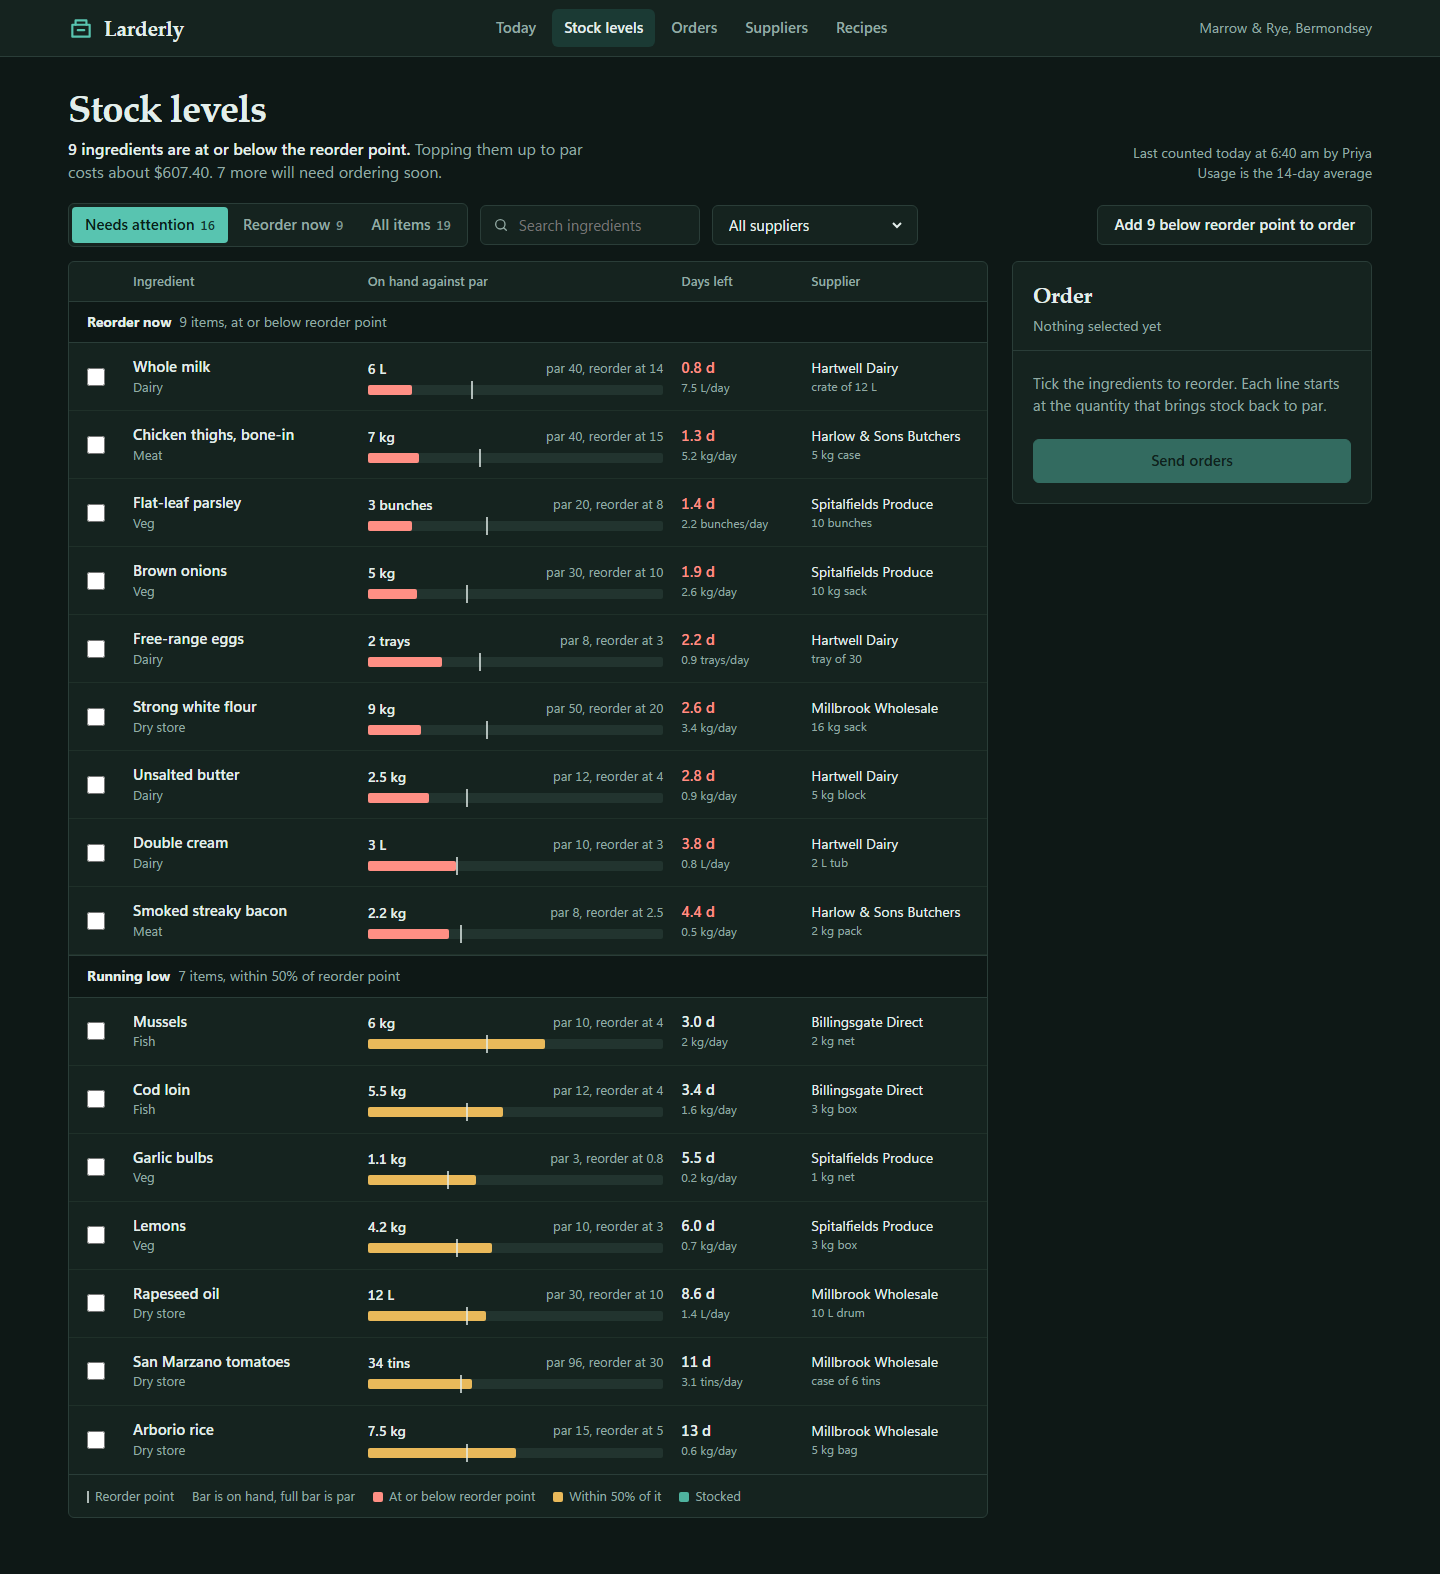 Larderly
Today
Stock levels
Orders
Suppliers
Recipes
Marrow & Rye, Bermondsey
Stock levels
9 ingredients are at or below the reorder point. Topping them up to par
costs about $607.40. 7 more will need ordering soon.
Last counted today at 6:40 am by Priya
Usage is the 14-day average
Needs attention 16
Reorder now 9
All items 19
Search ingredients
All suppliers
Add 9 below reorder point to order
Ingredient
On hand against par
Days left
Supplier
Reorder now 9 items, at or below reorder point
Whole milk
Dairy
6 L
par 40, reorder at 14
0.8 d
7.5 L/day
Hartwell Dairy
crate of 12 L
Chicken thighs, bone-in
Meat
7 kg
par 40, reorder at 15
1.3 d
5.2 kg/day
Harlow & Sons Butchers
5 kg case
Flat-leaf parsley
Veg
3 bunches
par 20, reorder at 8
1.4 d
2.2 bunches/day
Spitalfields Produce
10 bunches
Brown onions
Veg
5 kg
par 30, reorder at 10
1.9 d
2.6 kg/day
Spitalfields Produce
10 kg sack
Free-range eggs
Dairy
2 trays
par 8, reorder at 3
2.2 d
0.9 trays/day
Hartwell Dairy
tray of 30
Strong white flour
Dry store
9 kg
par 50, reorder at 20
2.6 d
3.4 kg/day
Millbrook Wholesale
16 kg sack
Unsalted butter
Dairy
2.5 kg
par 12, reorder at 4
2.8 d
0.9 kg/day
Hartwell Dairy
5 kg block
Double cream
Dairy
3 L
par 10, reorder at 3
3.8 d
0.8 L/day
Hartwell Dairy
2 L tub
Smoked streaky bacon
Meat
2.2 kg
par 8, reorder at 2.5
4.4 d
0.5 kg/day
Harlow & Sons Butchers
2 kg pack
Running low 7 items, within 50% of reorder point
Mussels
Fish
6 kg
par 10, reorder at 4
3.0 d
2 kg/day
Billingsgate Direct
2 kg net
Cod loin
Fish
5.5 kg
par 12, reorder at 4
3.4 d
1.6 kg/day
Billingsgate Direct
3 kg box
Garlic bulbs
Veg
1.1 kg
par 3, reorder at 0.8
5.5 d
0.2 kg/day
Spitalfields Produce
1 kg net
Lemons
Veg
4.2 kg
par 10, reorder at 3
6.0 d
0.7 kg/day
Spitalfields Produce
3 kg box
Rapeseed oil
Dry store
12 L
par 30, reorder at 10
8.6 d
1.4 L/day
Millbrook Wholesale
10 L drum
San Marzano tomatoes
Dry store
34 tins
par 96, reorder at 30
11 d
3.1 tins/day
Millbrook Wholesale
case of 6 tins
Arborio rice
Dry store
7.5 kg
par 15, reorder at 5
13 d
0.6 kg/day
Millbrook Wholesale
5 kg bag
Reorder point
Bar is on hand, full bar is par
At or below reorder point
Within 50% of it
Stocked
Order
Nothing selected yet
Tick the ingredients to reorder. Each line starts
at the quantity that brings stock back to par.
Send orders